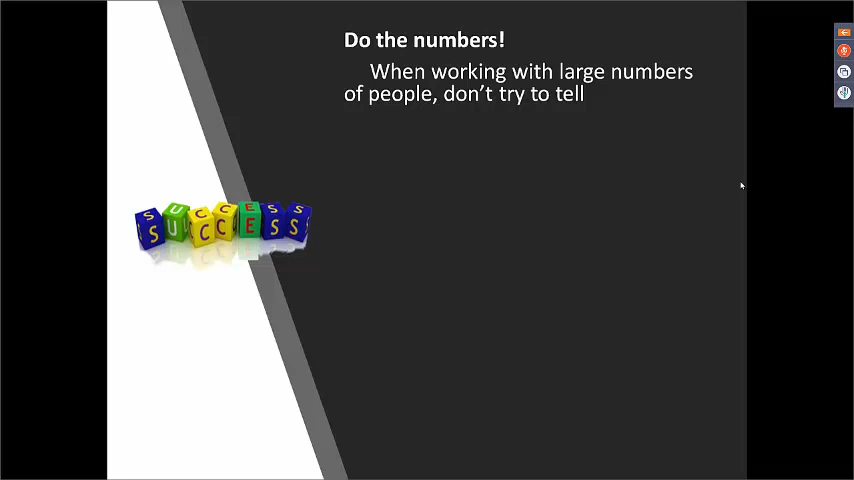 Do the numbers!
When working with large numbers
of people, don't try to tell
SUCCESS